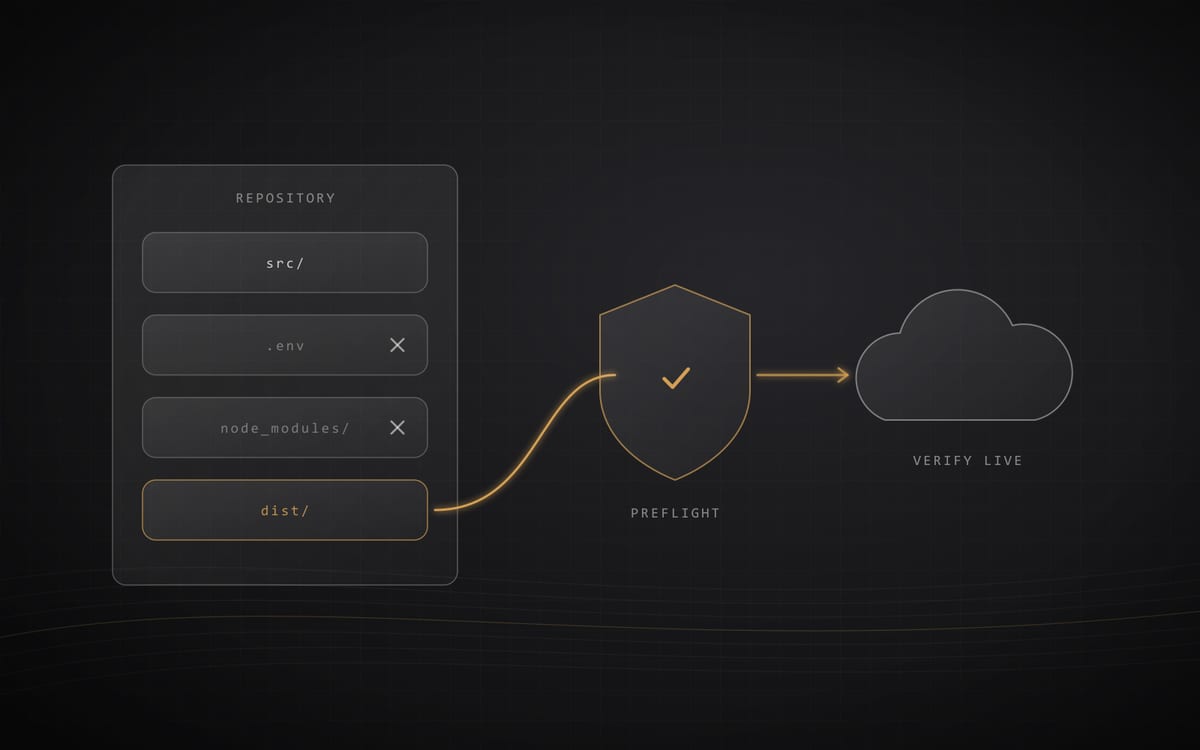 REPOSITORY
src/
.env
node_modules/
dist/
PREFLIGHT
VERIFY LIVE